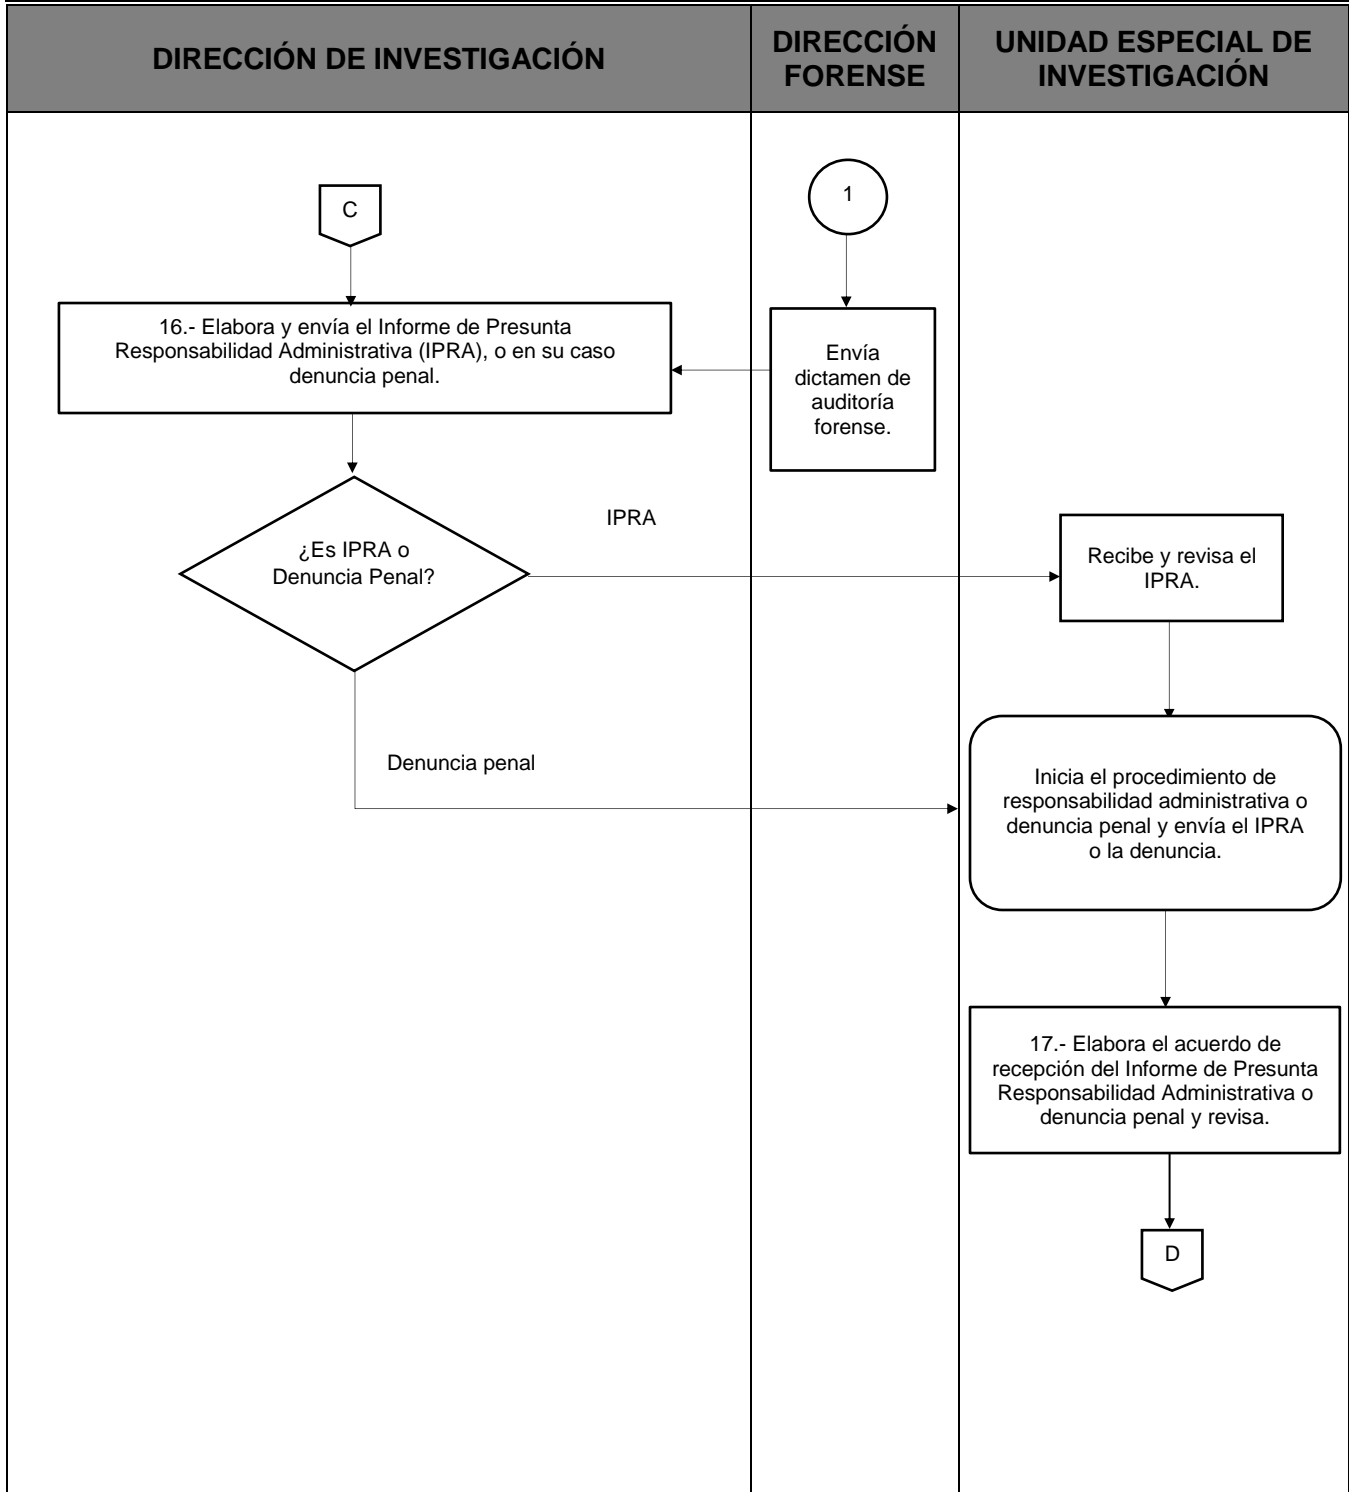 DIRECCIÓN DE INVESTIGACIÓN
DIRECCIÓN
FORENSE
UNIDAD ESPECIAL DE
INVESTIGACIÓN
C
1
16.- Elabora y envía el Informe de Presunta
Responsabilidad Administrativa (IPRA), o en su caso
denuncia penal.
Envía
dictamen de
auditoría
forense.
¿Es IPRA o
Denuncia Penal?
IPRA
Recibe y revisa el
IPRA.
Denuncia penal
Inicia el procedimiento de
responsabilidad administrativa o
denuncia penal y envía el IPRA
o la denuncia.
17.- Elabora el acuerdo de
recepción del Informe de Presunta
Responsabilidad Administrativa o
denuncia penal y revisa.
D